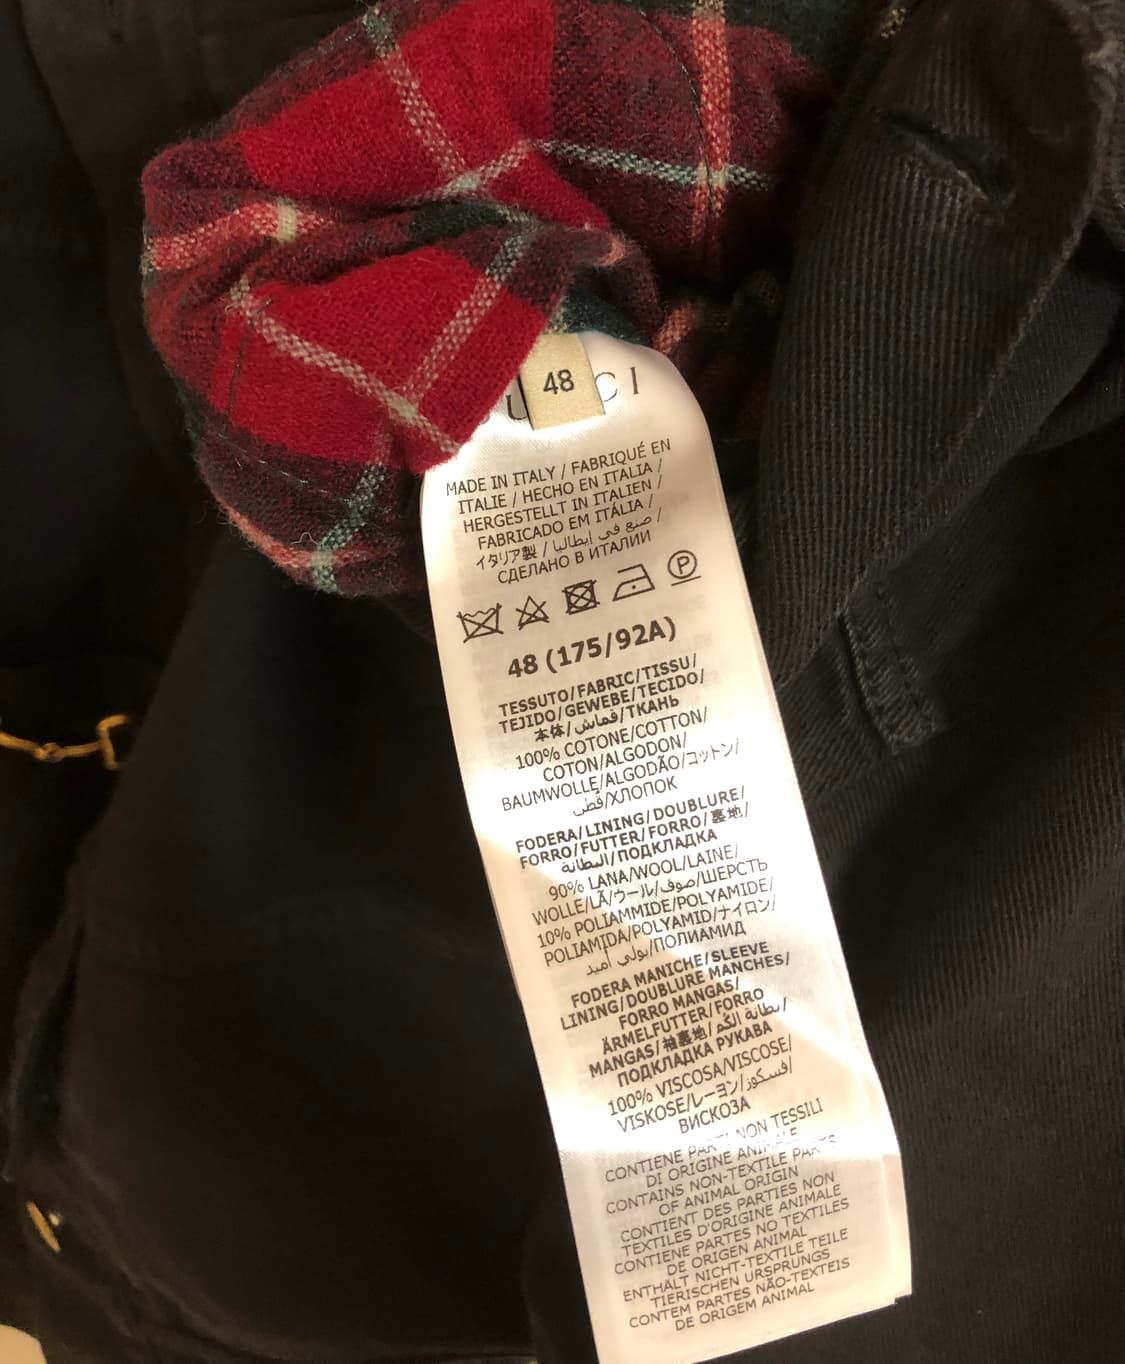 48
MADE IN ITALY / FABRIQUÉ EN
ITALIE / HECHO EN ITALIA /
HERGESTELLT IN ITALIEN /
FABRICADO EM ITÁLIA /
イタリア製 / صنع في إيطاليا /
СДЕЛАНО В ИТАЛИИ
P
48 (175/92A)
TESSUTO/FABRIC/TISSU/
TEJIDO/GEWEBE/TECIDO/
本体/قماش/ТКАНЬ
100% COTONE/COTTON/
COTON/ALGODON/
BAUMWOLLE/ALGODÃO/コットン/
قطن/ХЛОПОК
FODERA/LINING/DOUBLURE/
FORRO/FUTTER/FORRO/裏地/
البطانة/ПОДКЛАДКА
90% LANA/WOOL/LAINE/
WOLLE/LÃ/ウール/صوف/ШЕРСТЬ
10% POLIAMMIDE/POLYAMIDE/
POLIAMIDA/POLYAMID/ナイロン/
بولي أميد/ПОЛИАМИД
FODERA MANICHE/SLEEVE
LINING/DOUBLURE MANCHES/
FORRO MANGAS/
ÄRMELFUTTER/FORRO
MANGAS/袖裏地/بطانة الكم/
ПОДКЛАДКА РУКАВА
100% VISCOSA/VISCOSE/
VISKOSE/レーヨン/فسكوز/
ВИСКОЗА
CONTIENE PARTI NON TESSILI
DI ORIGINE ANIMALE
CONTAINS NON-TEXTILE PARTS
OF ANIMAL ORIGIN
CONTIENT DES PARTIES NON
TEXTILES D'ORIGINE ANIMALE
CONTIENE PARTES NO TEXTILES
DE ORIGEN ANIMAL
ENTHÄLT NICHT-TEXTILE TEILE
TIERISCHEN URSPRUNGS
CONTEM PARTES NÃO-TEXTEIS
DE ORIGEM ANIMAL